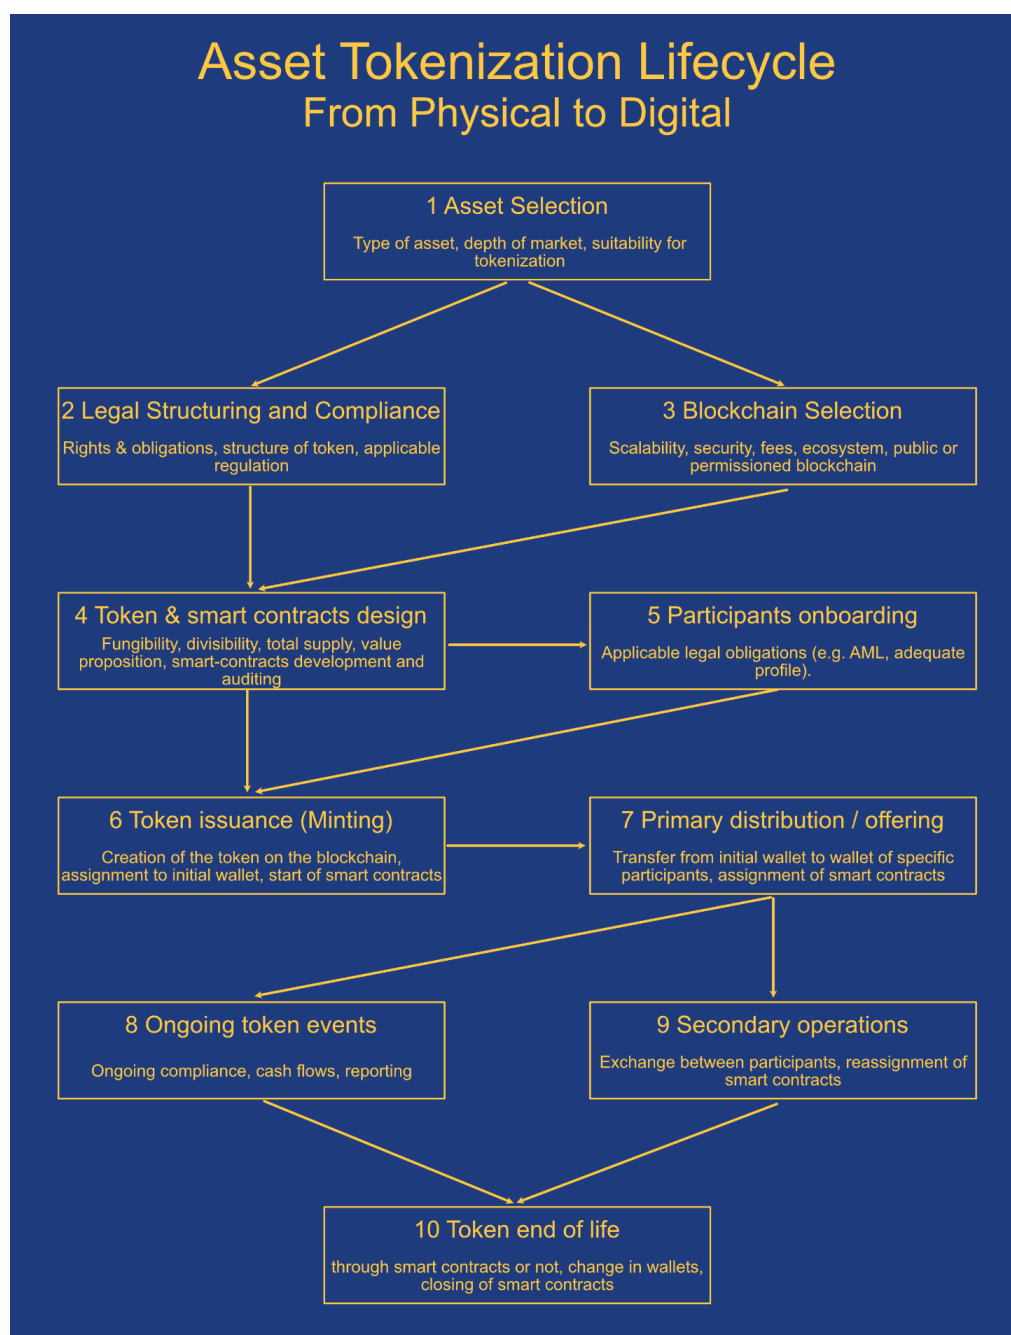 Asset Tokenization Lifecycle
From Physical to Digital
1 Asset Selection
Type of asset, depth of market, suitability for
tokenization
2 Legal Structuring and Compliance
Rights & obligations, structure of token, applicable
regulation
3 Blockchain Selection
Scalability, security, fees, ecosystem, public or
permissioned blockchain
4 Token & smart contracts design
Fungibility, divisibility, total supply, value
proposition, smart-contracts development and
auditing
5 Participants onboarding
Applicable legal obligations (e.g. AML, adequate
profile).
6 Token issuance (Minting)
Creation of the token on the blockchain,
assignment to initial wallet, start of smart contracts
7 Primary distribution / offering
Transfer from initial wallet to wallet of specific
participants, assignment of smart contracts
8 Ongoing token events
Ongoing compliance, cash flows, reporting
9 Secondary operations
Exchange between participants, reassignment of
smart contracts
10 Token end of life
through smart contracts or not, change in wallets,
closing of smart contracts